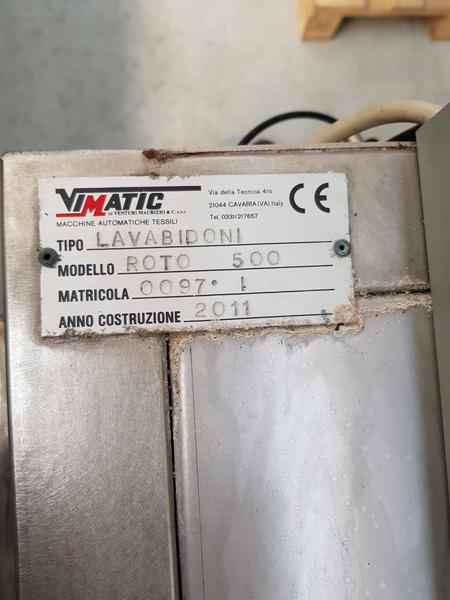 VIMATIC
DI VENTURI MAURIZIO & C. s.n.c.
MACCHINE AUTOMATICHE TESSILI
Via della Tecnica, 4/o
21044 CAVARIA (VA) Italy
Tel. 0331/217657
CE
TIPO LAVABIDONI
MODELLO ROTO 500
MATRICOLA 0097·1
ANNO COSTRUZIONE 2011